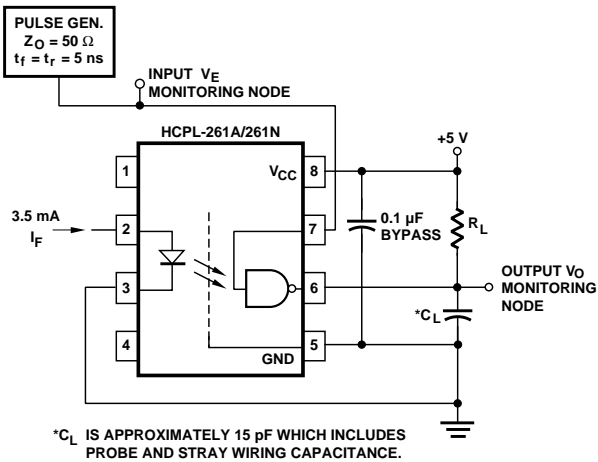 PULSE GEN.
Z_O = 50 Ω
t_f = t_r = 5 ns
INPUT V_E
MONITORING NODE
HCPL-261A/261N
+5 V
1
V_CC
8
3.5 mA
I_F
2
7
0.1 µF
BYPASS
R_L
3
6
OUTPUT V_O
MONITORING
NODE
*C_L
4
GND
5
*C_L IS APPROXIMATELY 15 pF WHICH INCLUDES
PROBE AND STRAY WIRING CAPACITANCE.